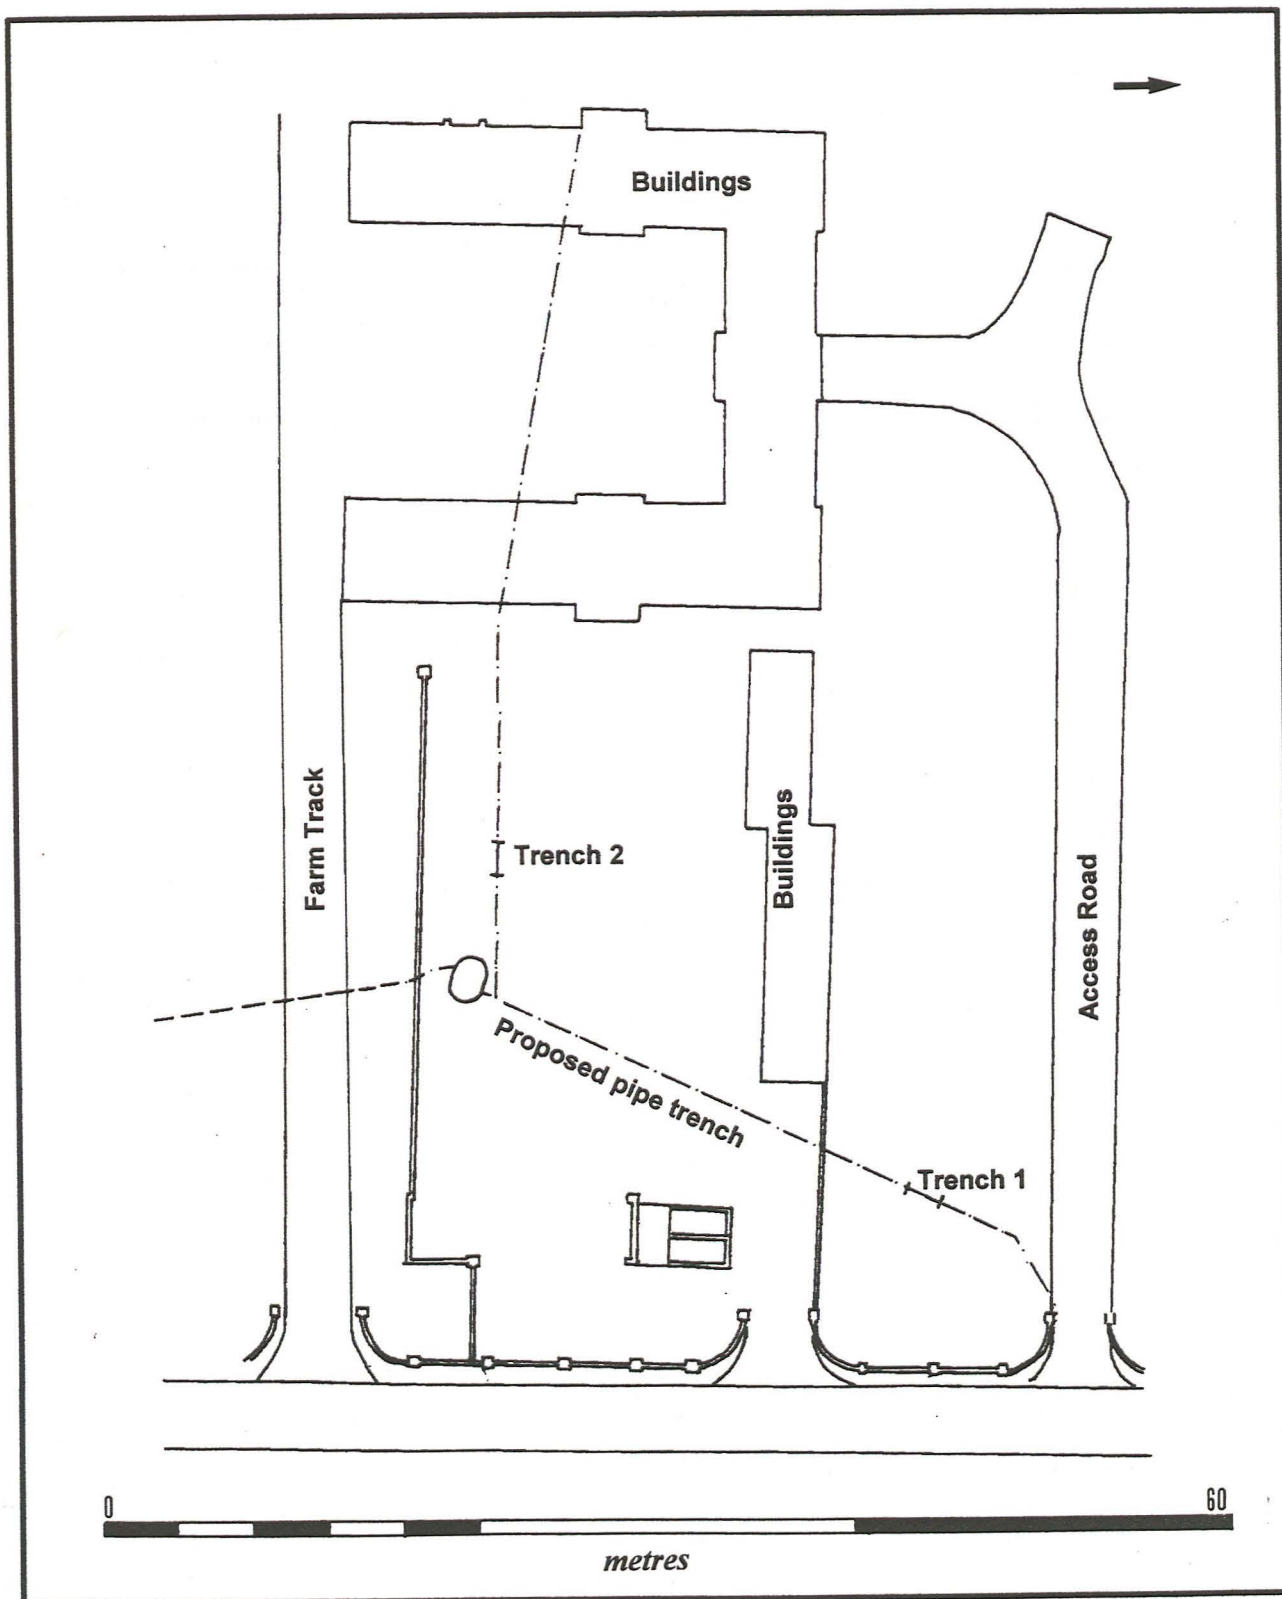 Buildings
Farm Track
Trench 2
Buildings
Access Road
Proposed pipe trench
Trench 1
0
60
metres